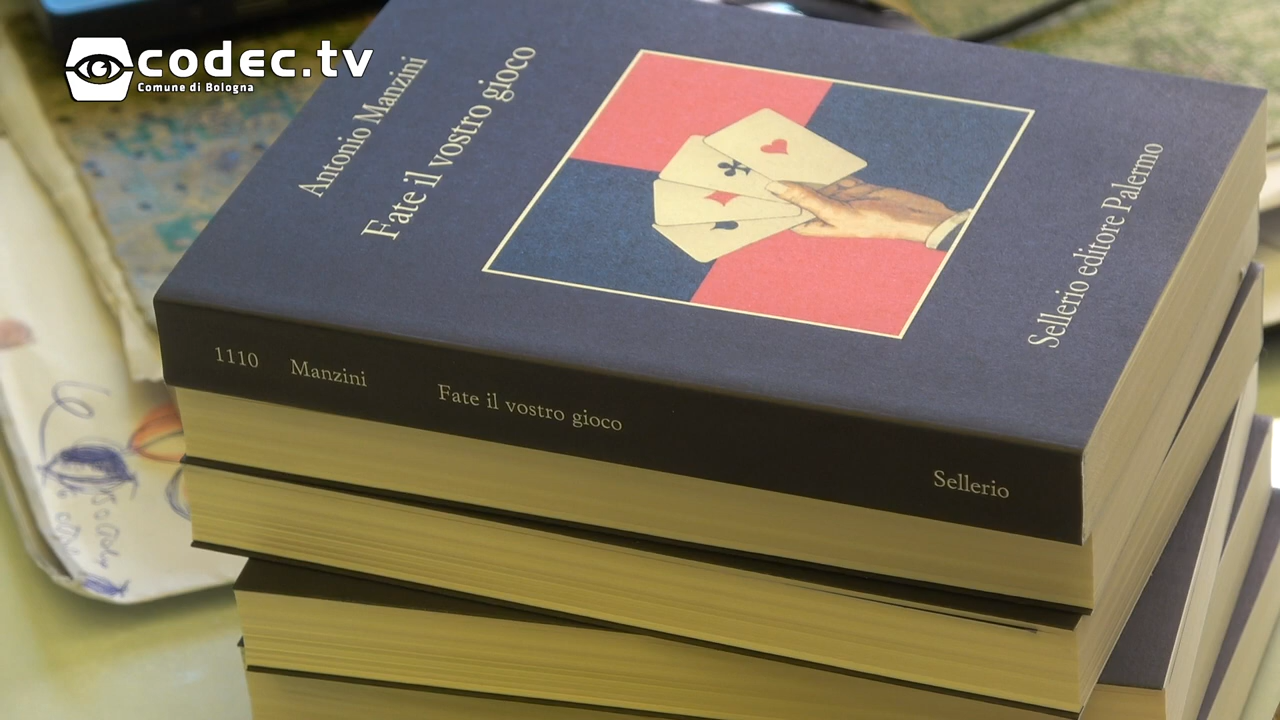 codec.tv
Comune di Bologna
Antonio Manzini
Fate il vostro gioco
Sellerio editore Palermo
1110 Manzini Fate il vostro gioco Sellerio